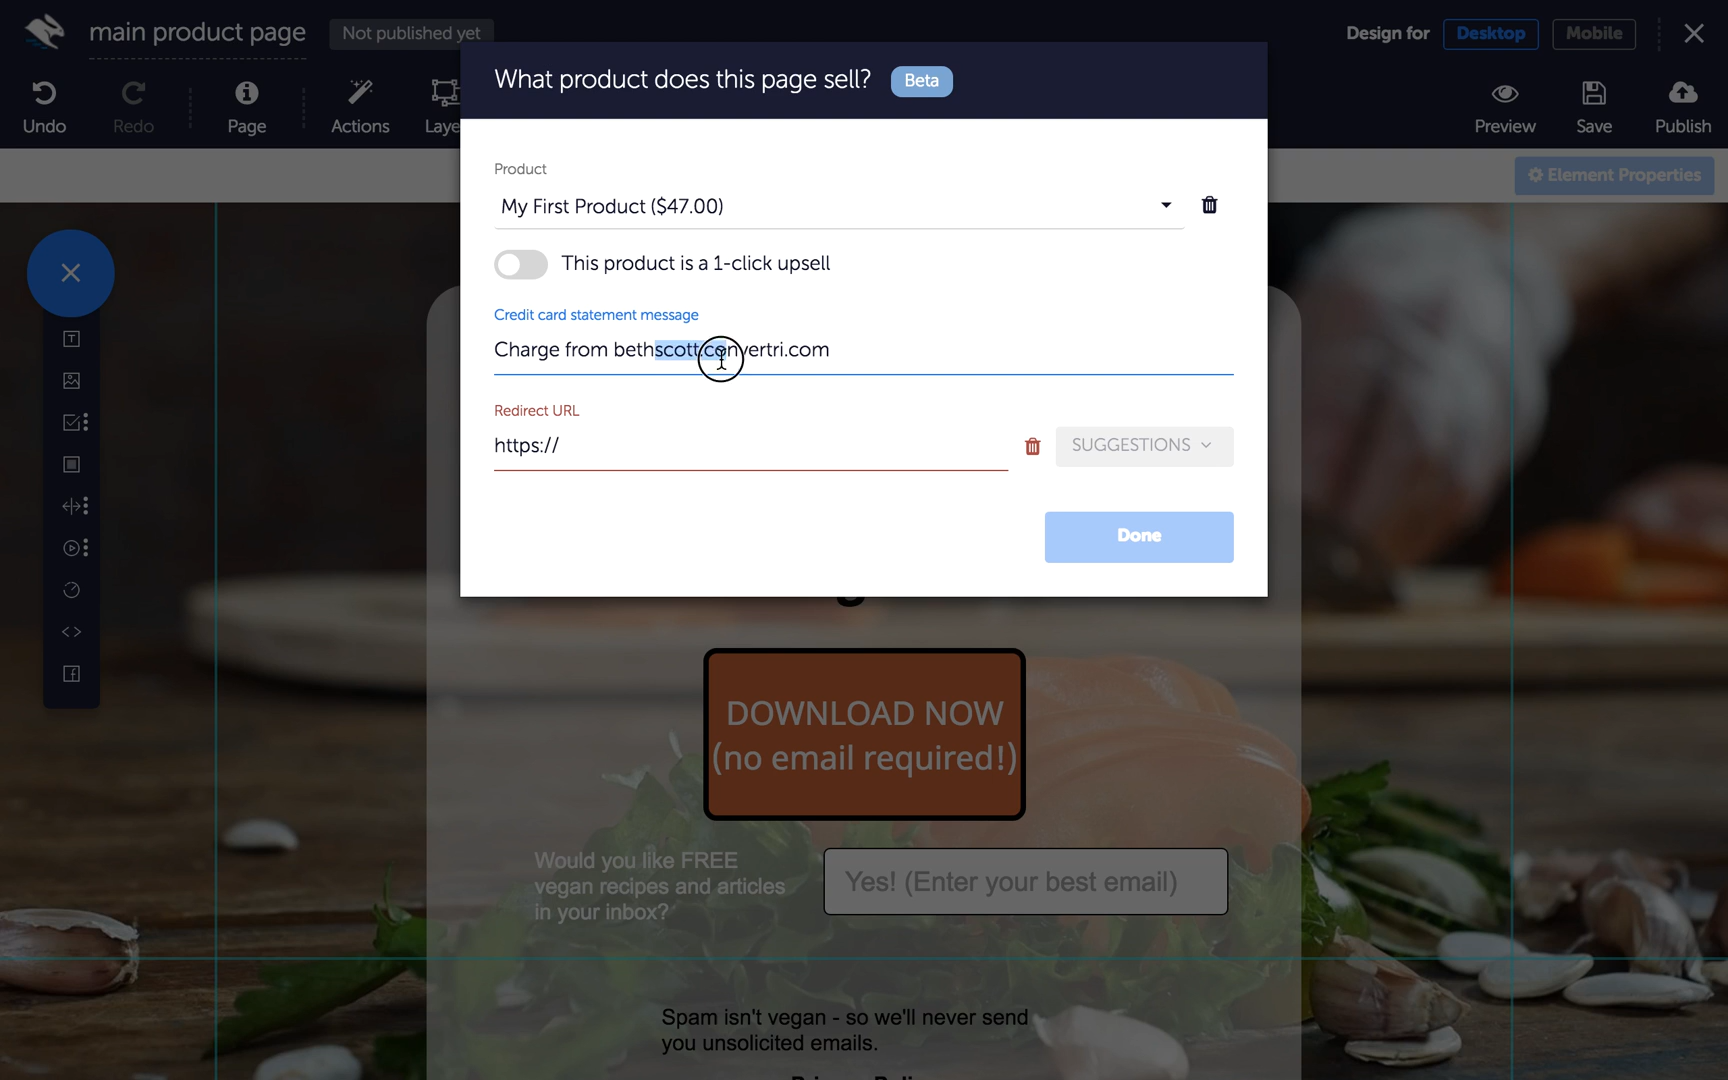 main product page
Not published yet
Design for
Desktop
Mobile
Undo
Redo
Page
Actions
Laye
Preview
Save
Publish
What product does this page sell?
Beta
Element Properties
Product
My First Product ($47.00)
This product is a 1-click upsell
Credit card statement message
Charge from bethscott.convertri.com
Redirect URL
https://
SUGGESTIONS
Done
DOWNLOAD NOW
(no email required!)
Would you like FREE
vegan recipes and articles
in your inbox?
Yes! (Enter your best email)
Spam isn't vegan - so we'll never send
you unsolicited emails.